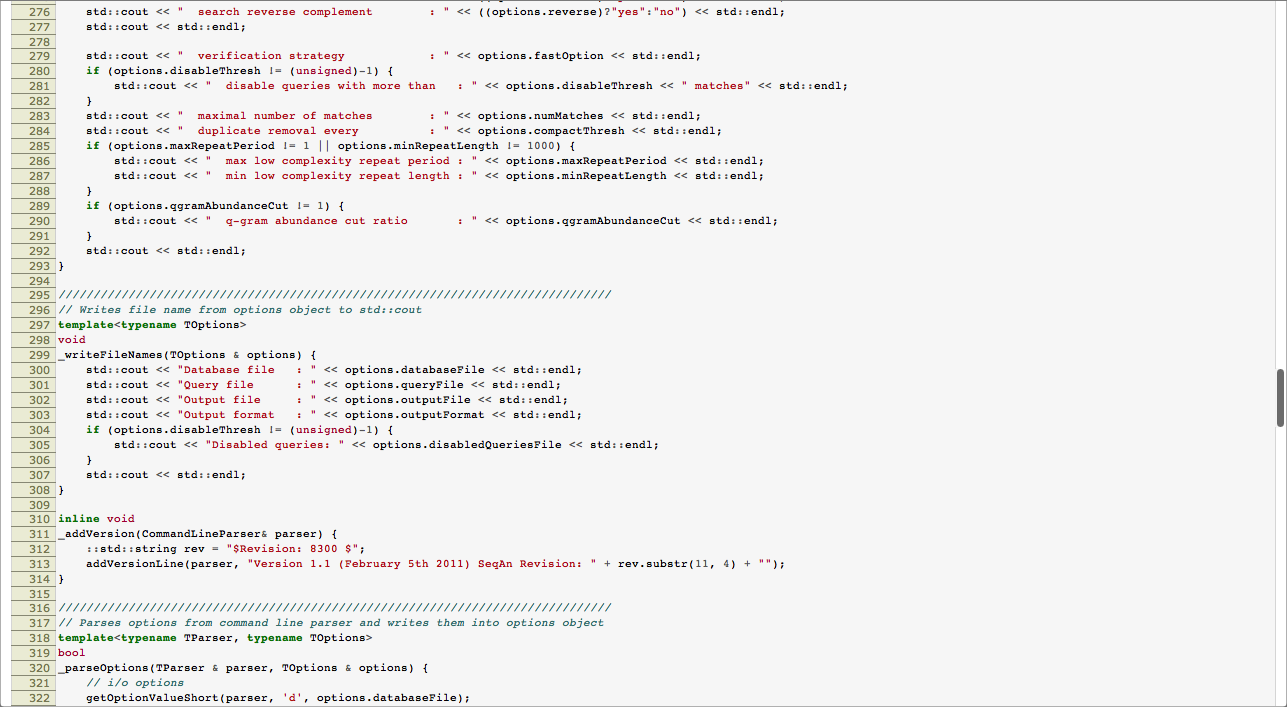 276 std::cout << "  search reverse complement        : " << ((options.reverse)?"yes":"no") << std::endl;
277 std::cout << std::endl;
278
279 std::cout << "  verification strategy            : " << options.fastOption << std::endl;
280 if (options.disableThresh != (unsigned)-1) {
281 std::cout << "  disable queries with more than   : " << options.disableThresh << " matches" << std::endl;
282 }
283 std::cout << "  maximal number of matches        : " << options.numMatches << std::endl;
284 std::cout << "  duplicate removal every          : " << options.compactThresh << std::endl;
285 if (options.maxRepeatPeriod != 1 || options.minRepeatLength != 1000) {
286 std::cout << "  max low complexity repeat period : " << options.maxRepeatPeriod << std::endl;
287 std::cout << "  min low complexity repeat length : " << options.minRepeatLength << std::endl;
288 }
289 if (options.qgramAbundanceCut != 1) {
290 std::cout << "  q-gram abundance cut ratio       : " << options.qgramAbundanceCut << std::endl;
291 }
292 std::cout << std::endl;
293 }
294
295 ///////////////////////////////////////////////////////////////////////////////
296 // Writes file name from options object to std::cout
297 template<typename TOptions>
298 void
299 _writeFileNames(TOptions & options) {
300 std::cout << "Database file   : " << options.databaseFile << std::endl;
301 std::cout << "Query file      : " << options.queryFile << std::endl;
302 std::cout << "Output file     : " << options.outputFile << std::endl;
303 std::cout << "Output format   : " << options.outputFormat << std::endl;
304 if (options.disableThresh != (unsigned)-1) {
305 std::cout << "Disabled queries: " << options.disabledQueriesFile << std::endl;
306 }
307 std::cout << std::endl;
308 }
309
310 inline void
311 _addVersion(CommandLineParser& parser) {
312 ::std::string rev = "$Revision: 8300 $";
313 addVersionLine(parser, "Version 1.1 (February 5th 2011) SeqAn Revision: " + rev.substr(11, 4) + "");
314 }
315
316 ///////////////////////////////////////////////////////////////////////////////
317 // Parses options from command line parser and writes them into options object
318 template<typename TParser, typename TOptions>
319 bool
320 _parseOptions(TParser & parser, TOptions & options) {
321 // i/o options
322 getOptionValueShort(parser, 'd', options.databaseFile);